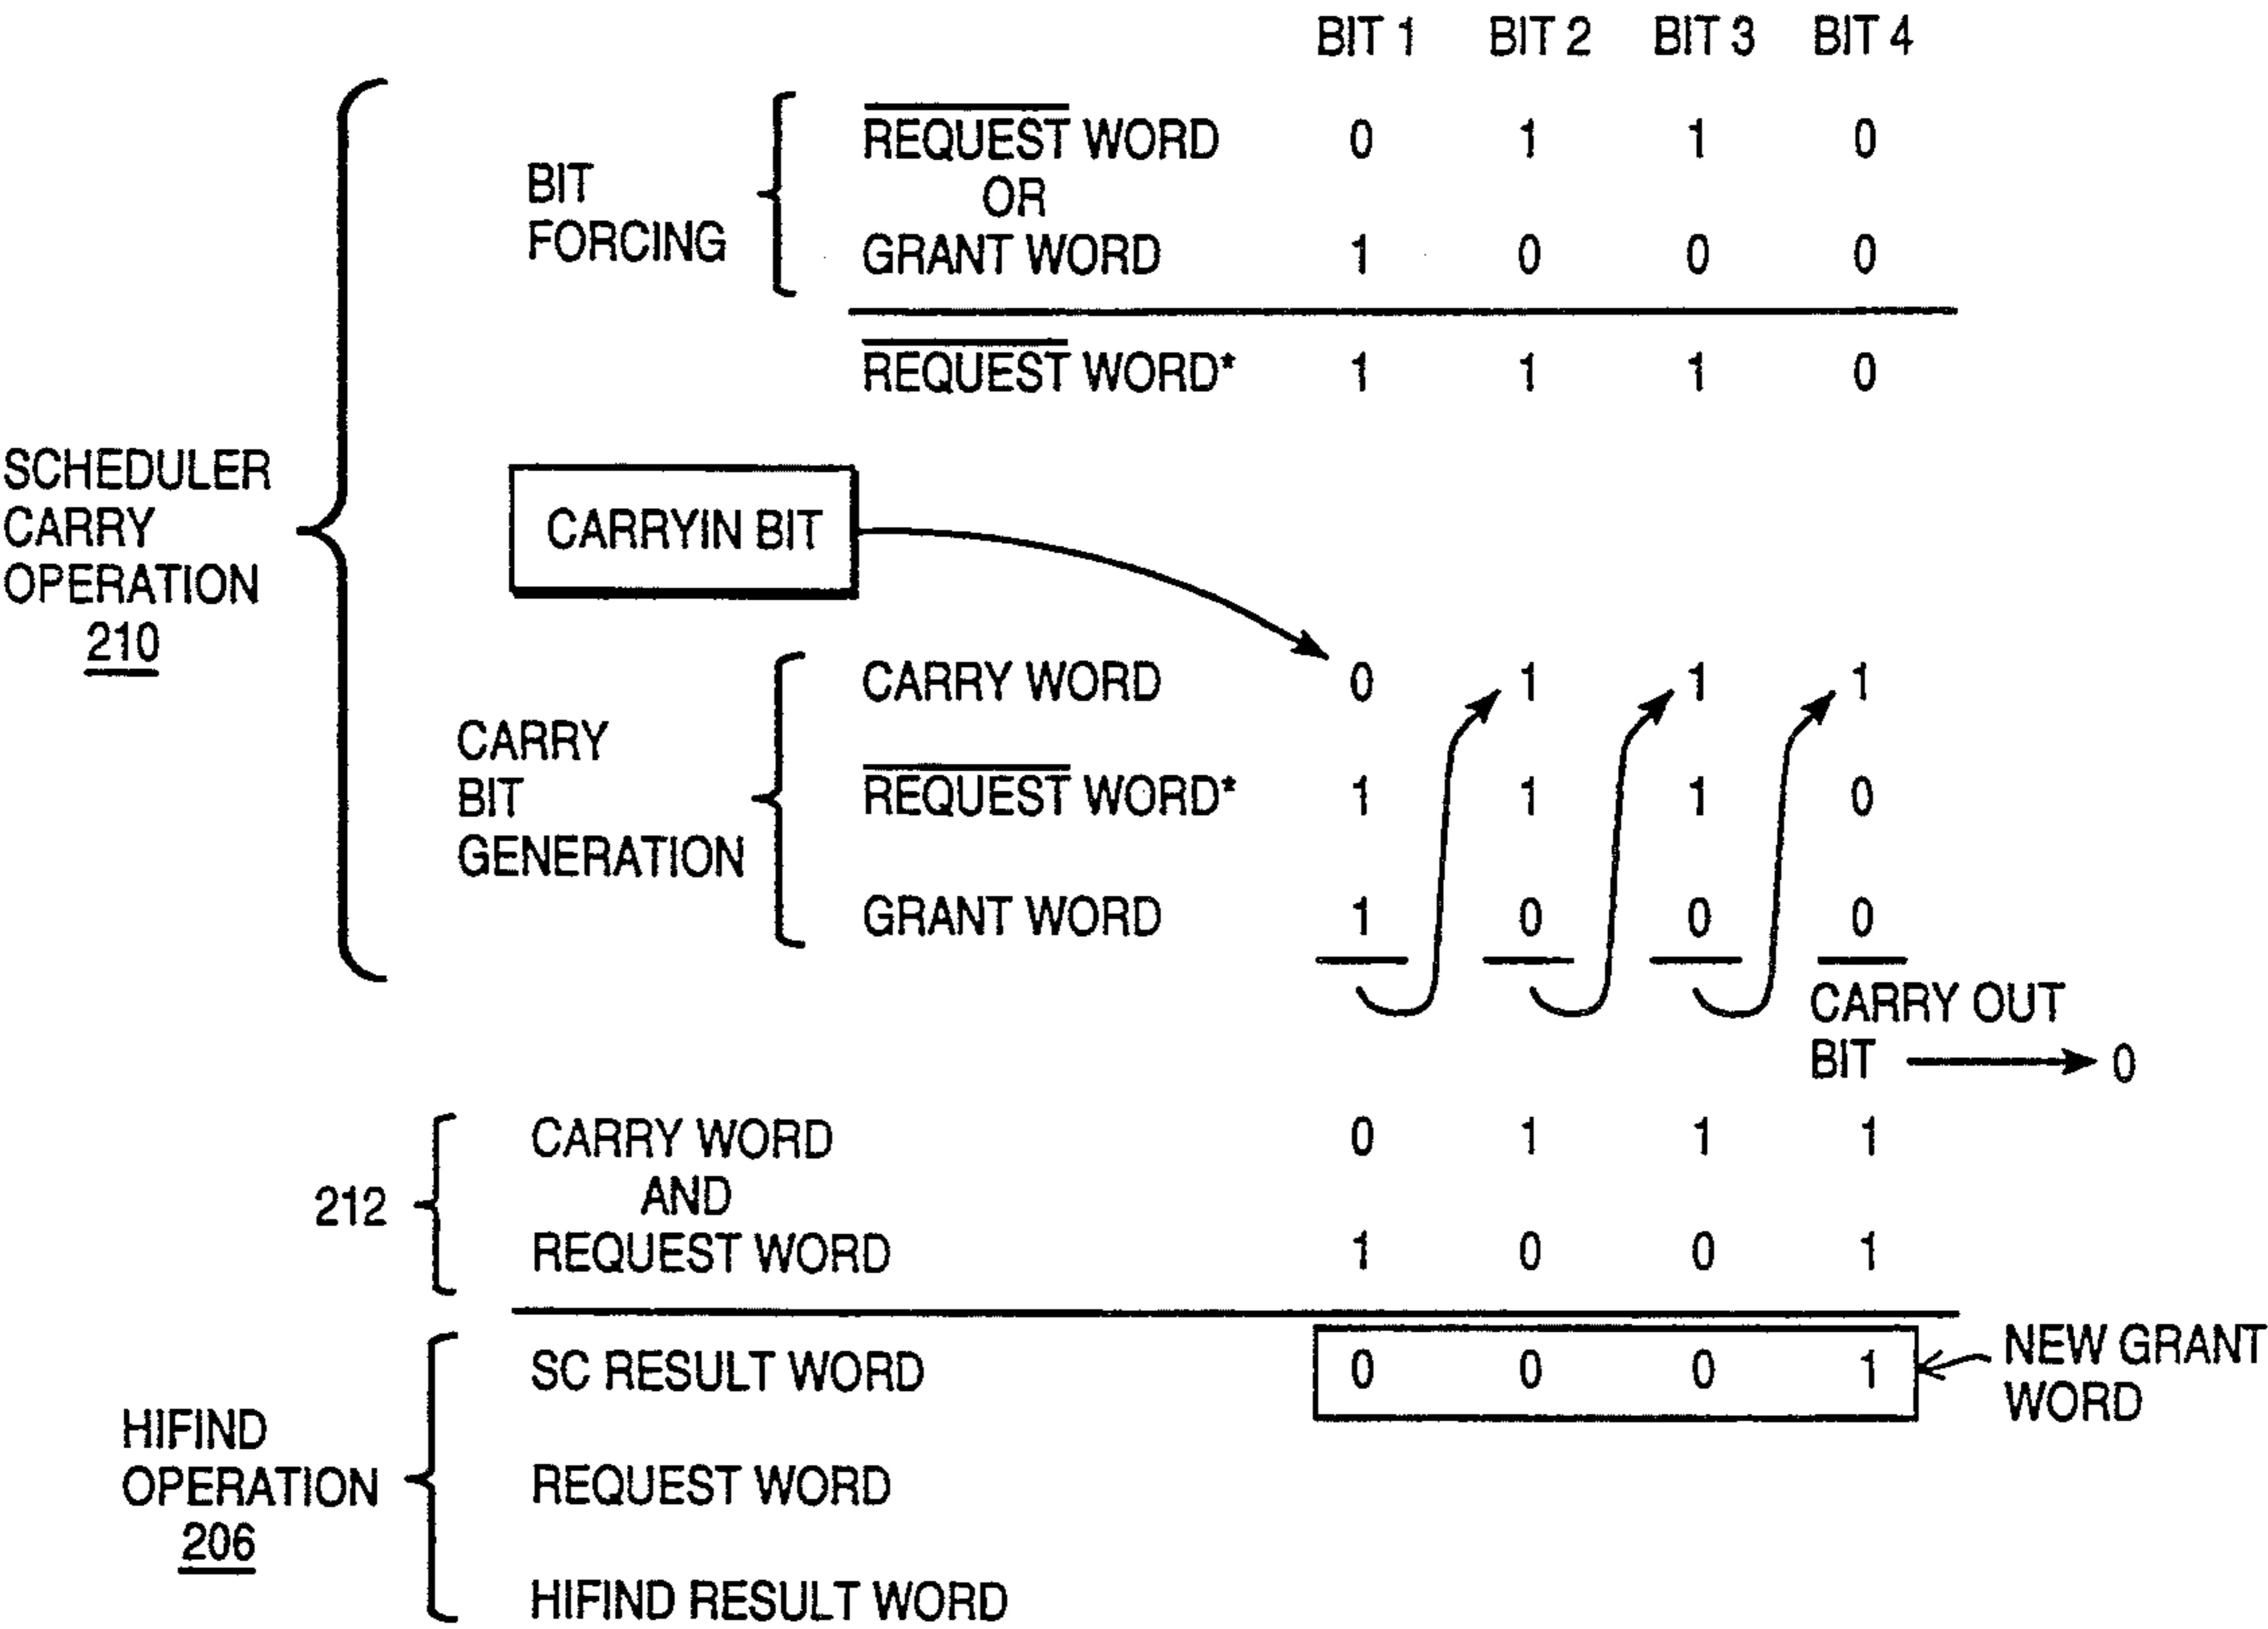 BIT 1 BIT 2 BIT 3 BIT 4
REQUEST WORD 0 1 1 0
OR
GRANT WORD 1 0 0 0
BIT
FORCING
REQUEST WORD* 1 1 1 0
SCHEDULER
CARRY
OPERATION
210
CARRYIN BIT
CARRY WORD 0 1 1 1
CARRY
BIT
GENERATION
REQUEST WORD* 1 1 1 0
GRANT WORD 1 0 0 0
CARRY OUT
BIT 0
CARRY WORD 0 1 1 1
AND
212
REQUEST WORD 1 0 0 1
SC RESULT WORD 0 0 0 1
NEW GRANT
WORD
HIFIND
OPERATION
206
REQUEST WORD
HIFIND RESULT WORD